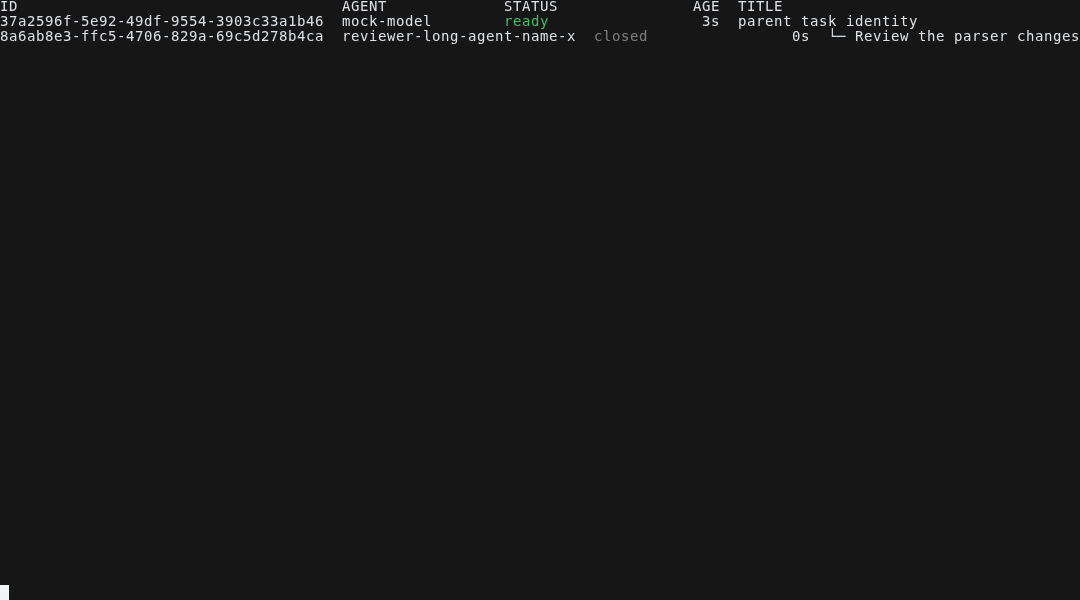 ID                                    AGENT             STATUS               AGE  TITLE
37a2596f-5e92-49df-9554-3903c33a1b46  mock-model        ready                 3s  parent task identity
8a6ab8e3-ffc5-4706-829a-69c5d278b4ca  reviewer-long-agent-name-x  closed                0s  └─ Review the parser changes